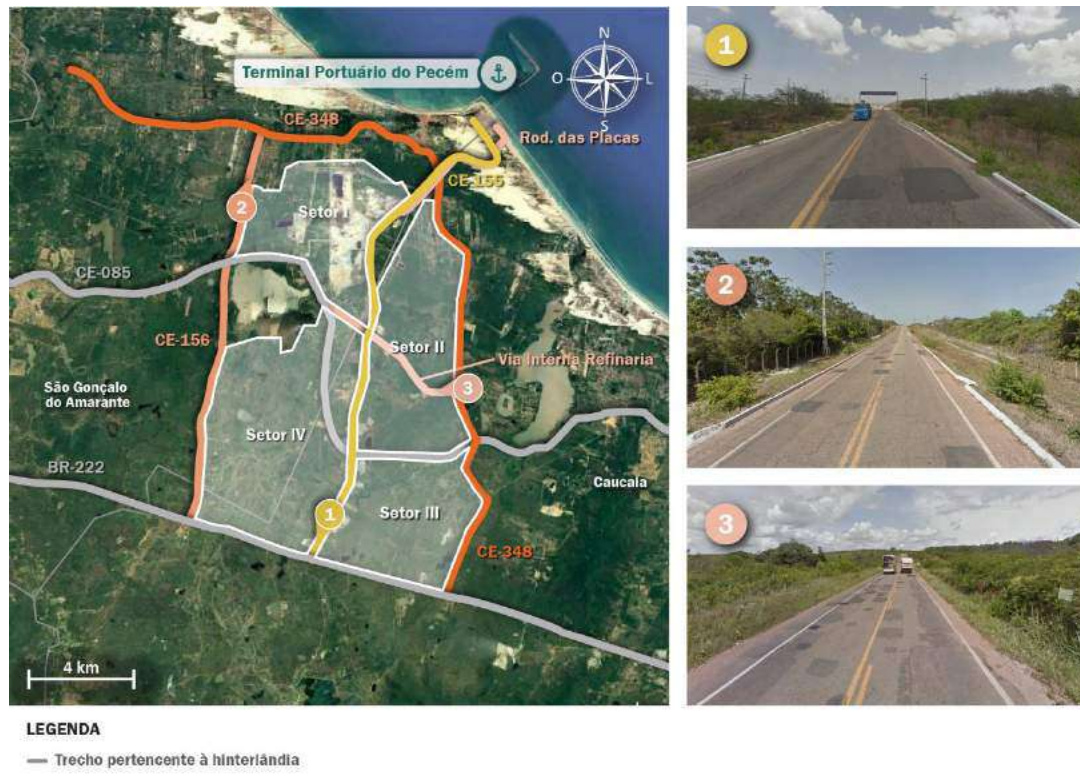 Terminal Portuário do Pecém
N
O
L
S
CE-348
Rod. das Placas
CE-155
2
Setor I
CE-085
CE-156
Setor II
Via Interna Refinaria
3
São Gonçalo
do Amarante
Setor IV
BR-222
Caucaia
1
Setor III
CE-348
4 km
1
2
3
LEGENDA
Trecho pertencente à hinterlândia